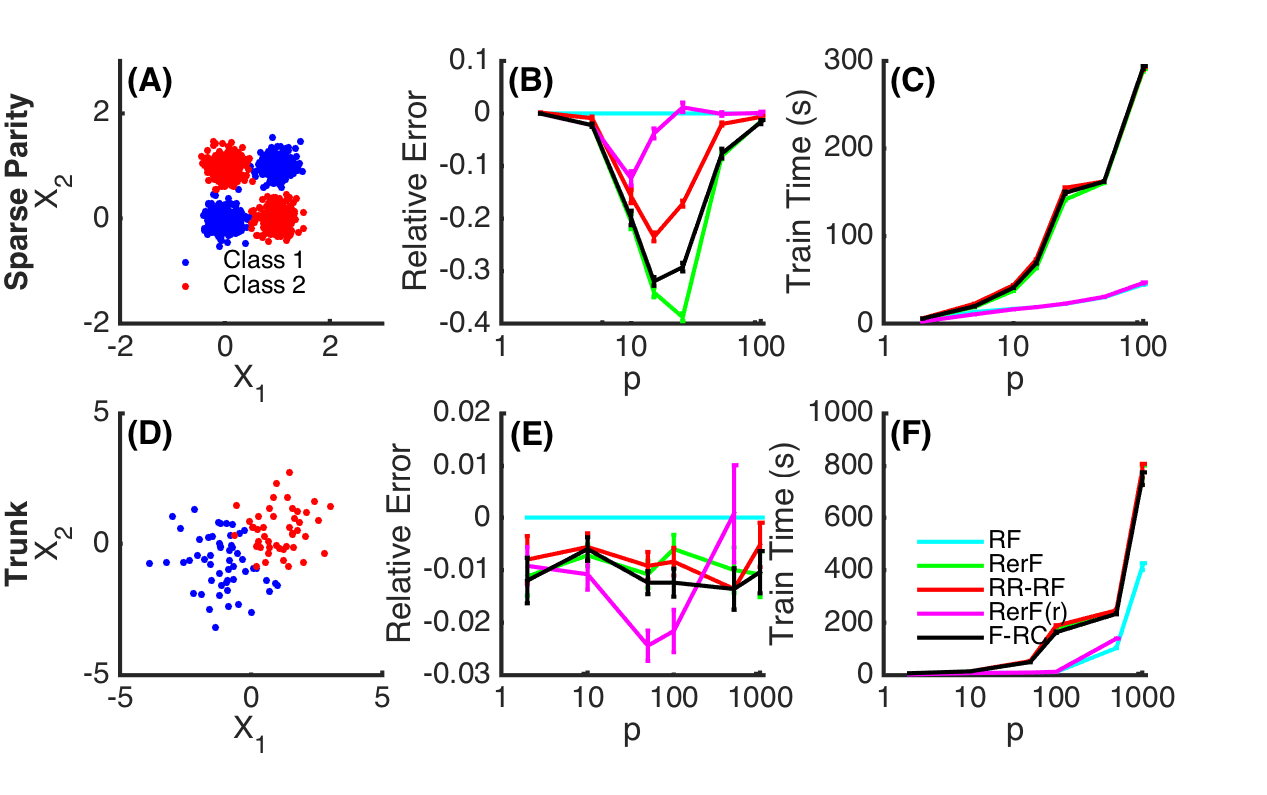 Sparse Parity
(A)
X2
2
0
-2
-2 0 2
X1
Class 1
Class 2
(B)
Relative Error
0.1
0
-0.1
-0.2
-0.3
-0.4
1 10 100
p
(C)
Train Time (s)
300
200
100
0
1 10 100
p
Trunk
(D)
X2
5
0
-5
-5 0 5
X1
(E)
Relative Error
0.02
0.01
0
-0.01
-0.02
-0.03
1 10 100 1000
p
(F)
Train Time (s)
1000
800
600
400
200
0
1 10 100 1000
p
RF
RerF
RR-RF
RerF(r)
F-RC